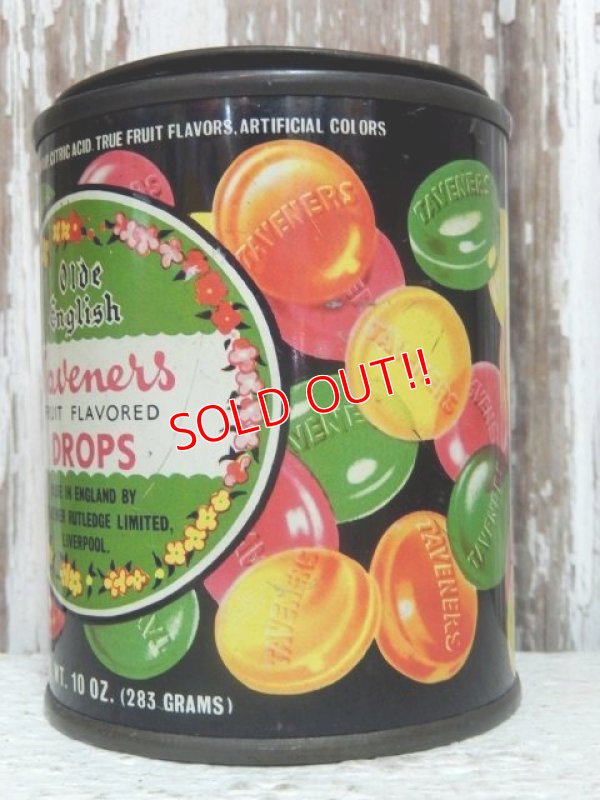 CITRIC ACID. TRUE FRUIT FLAVORS, ARTIFICIAL COLORS
TAVENERS
TAVENERS
Olde
English
TAVENERS
Taveners
FRUIT FLAVORED
DROPS
SOLD OUT!!
IN ENGLAND BY
RUTLEDGE LIMITED,
LIVERPOOL.
TAVENERS
TAVENERS
WT. 10 OZ. (283 GRAMS)